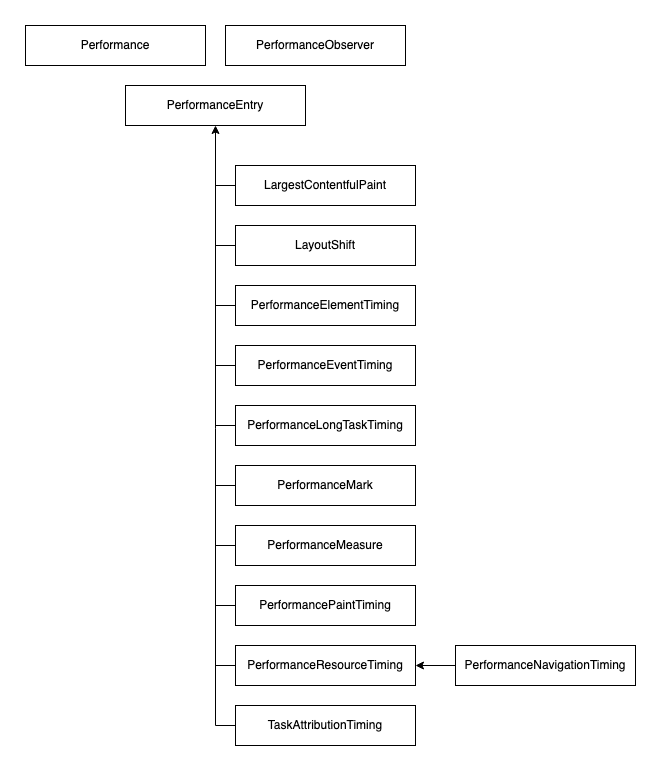 Performance
PerformanceObserver
PerformanceEntry
LargestContentfulPaint
LayoutShift
PerformanceElementTiming
PerformanceEventTiming
PerformanceLongTaskTiming
PerformanceMark
PerformanceMeasure
PerformancePaintTiming
PerformanceResourceTiming
PerformanceNavigationTiming
TaskAttributionTiming